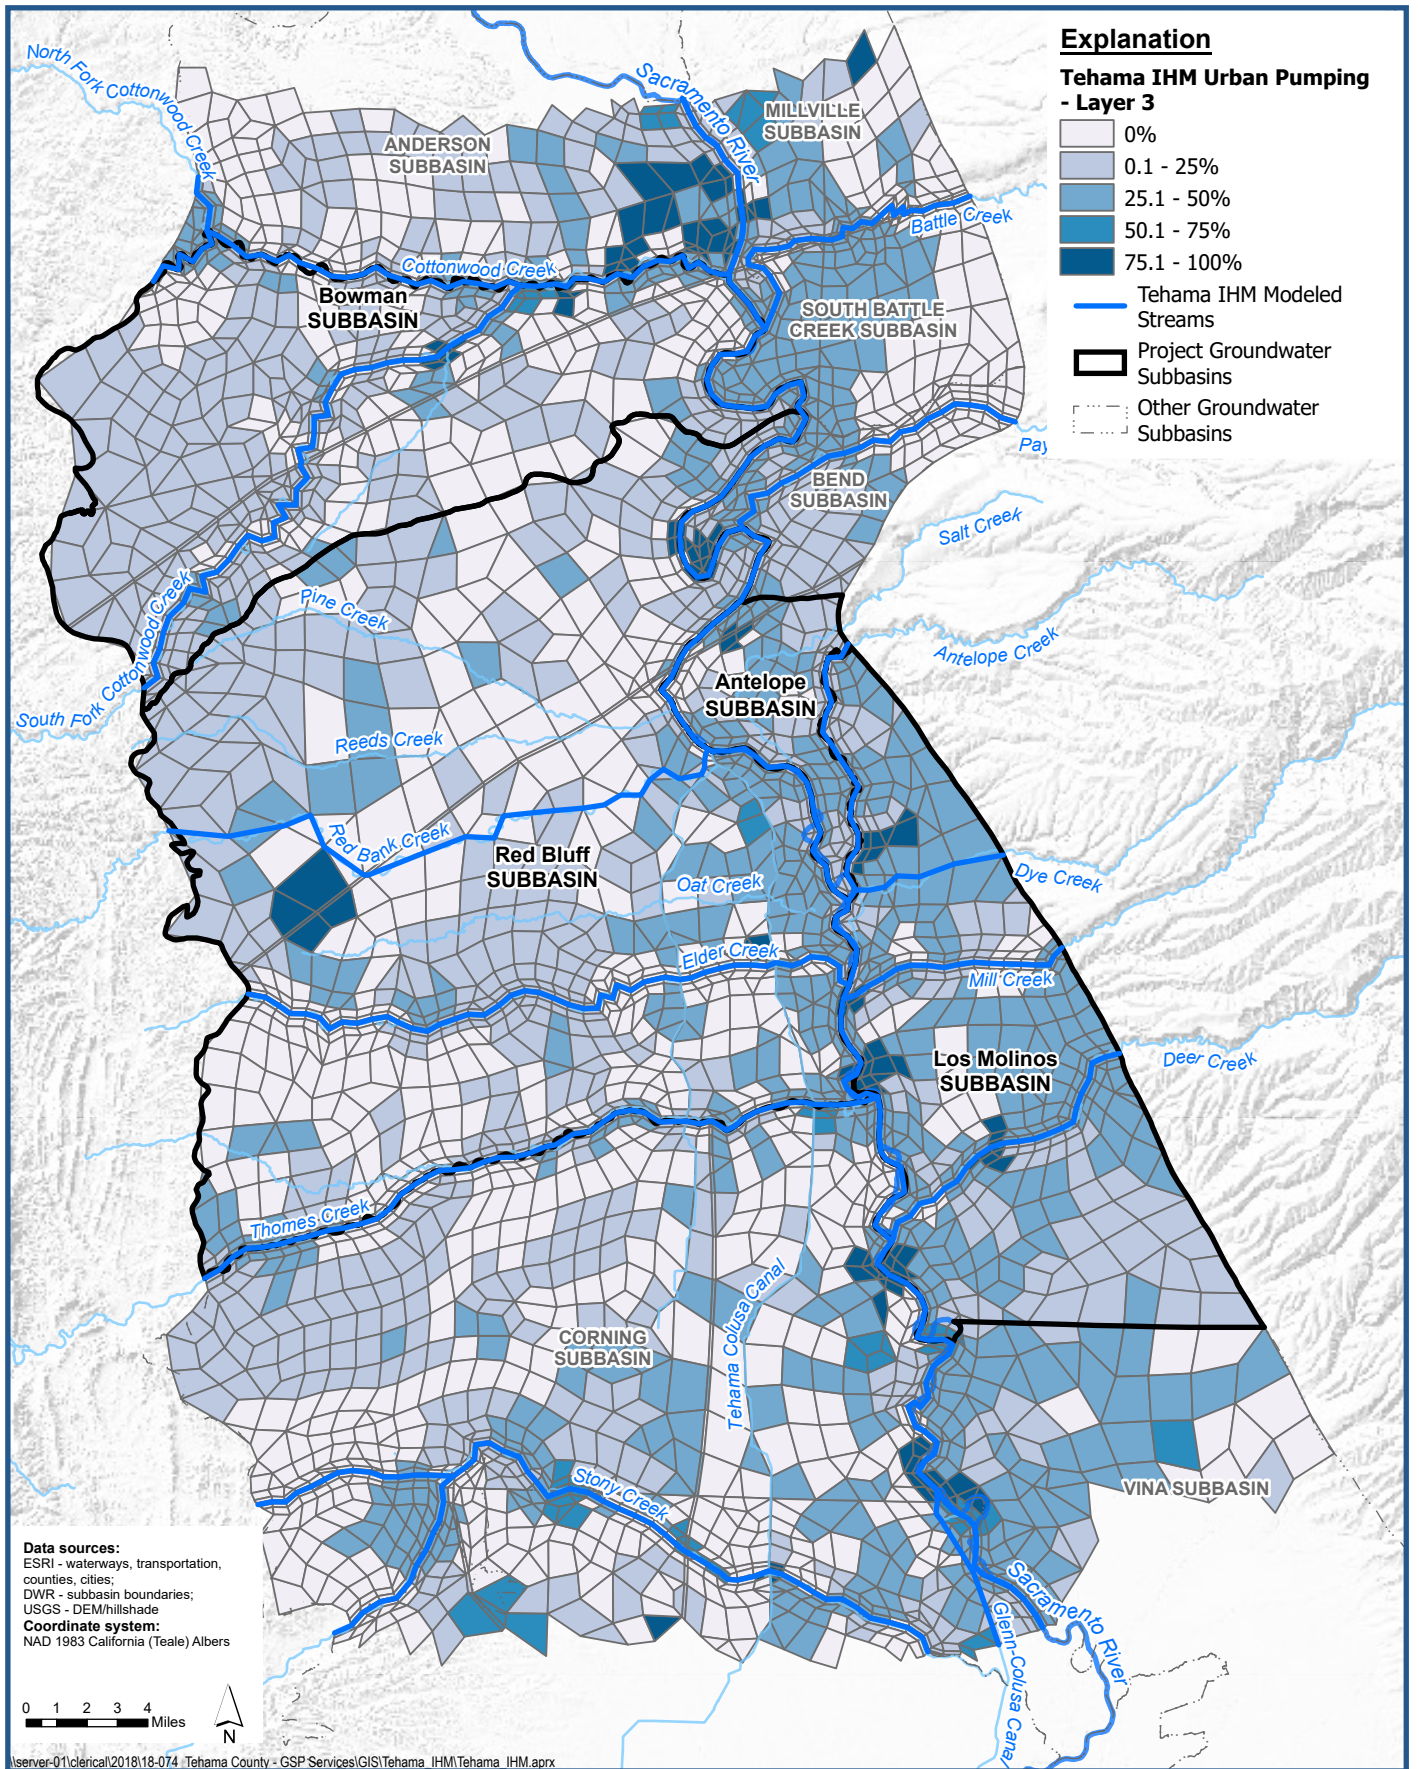 Explanation
Tehama IHM Urban Pumping
- Layer 3
0%
0.1 - 25%
25.1 - 50%
50.1 - 75%
75.1 - 100%
Tehama IHM Modeled
Streams
Project Groundwater
Subbasins
Other Groundwater
Subbasins
North Fork Cottonwood Creek
Sacramento River
MILLVILLE
SUBBASIN
ANDERSON
SUBBASIN
Battle Creek
Cottonwood Creek
Bowman
SUBBASIN
SOUTH BATTLE
CREEK SUBBASIN
Pay
BEND
SUBBASIN
Salt Creek
Pine Creek
Antelope Creek
South Fork Cottonwood Creek
Antelope
SUBBASIN
Reeds Creek
Red Bank Creek
Red Bluff
SUBBASIN
Oat Creek
Dye Creek
Elder Creek
Mill Creek
Los Molinos
SUBBASIN
Deer Creek
Thomes Creek
Tehama Colusa Canal
CORNING
SUBBASIN
Stony Creek
VINA SUBBASIN
Sacramento River
Glenn-Colusa Canal
Data sources:
ESRI - waterways, transportation,
counties, cities;
DWR - subbasin boundaries;
USGS - DEM/hillshade
Coordinate system:
NAD 1983 California (Teale) Albers
0 1 2 3 4
Miles
N
\\server-01\clerical\2018\18-074_Tehama County - GSP Services\GIS\Tehama_IHM\Tehama_IHM.aprx